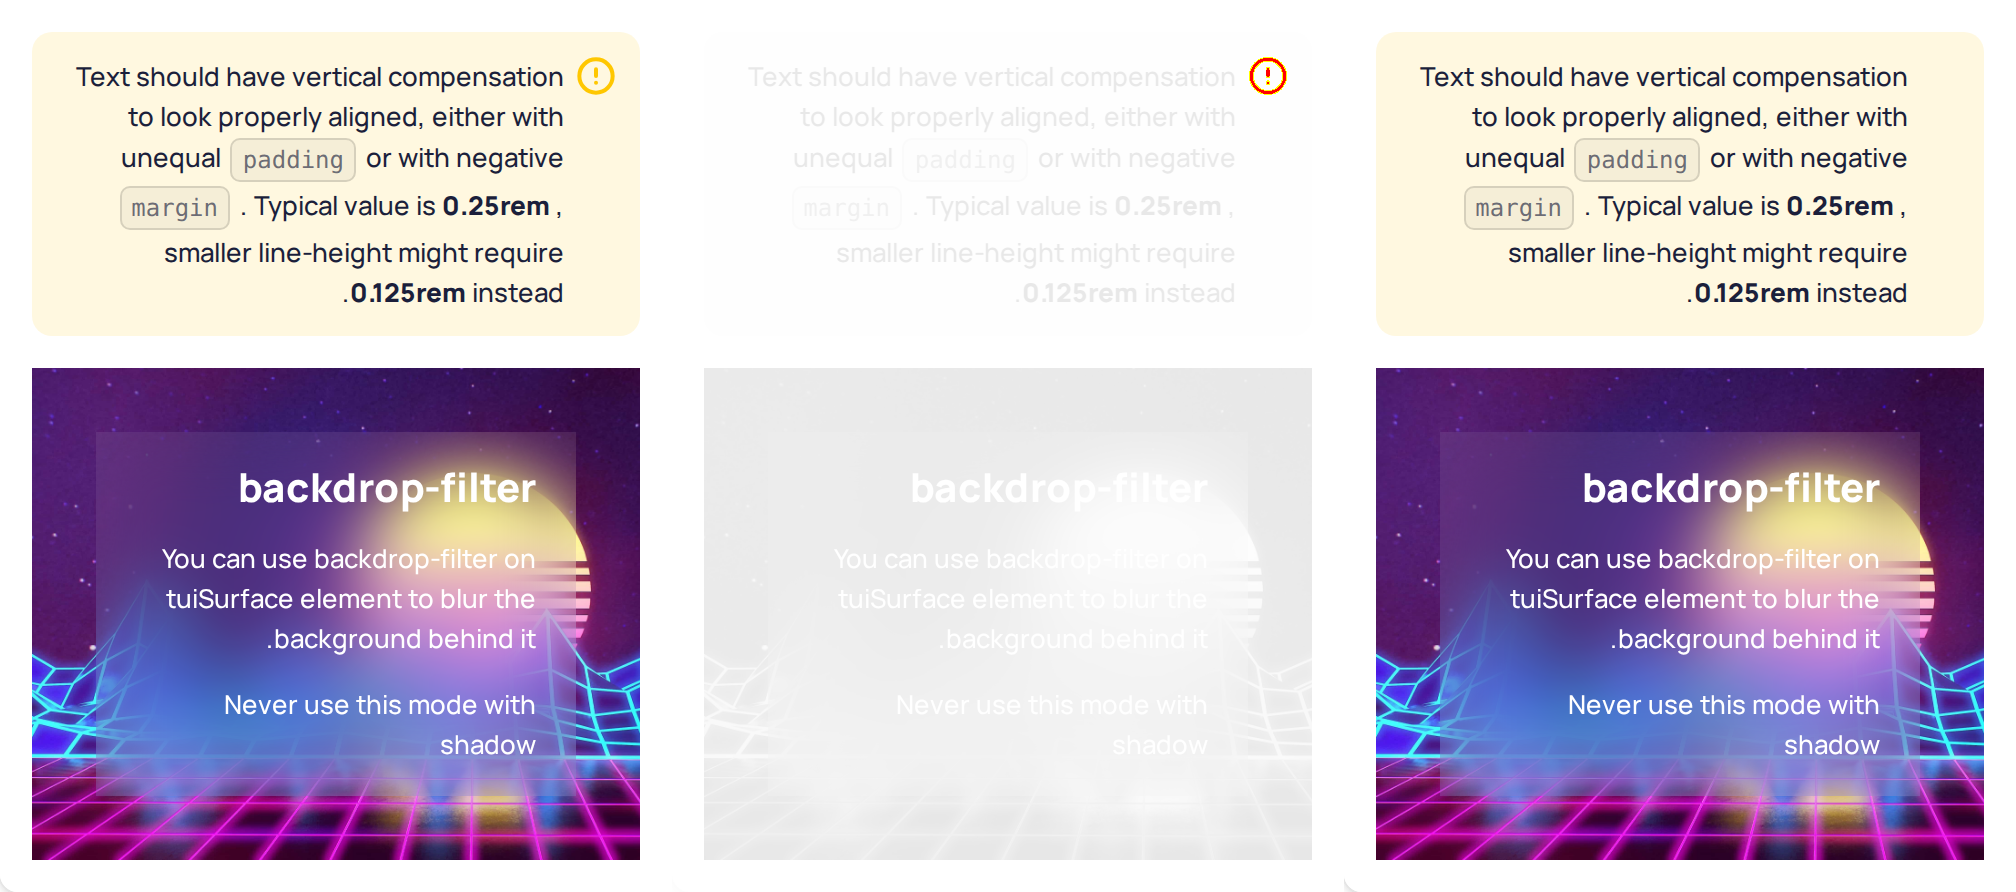 Text should have vertical compensation
to look properly aligned, either with
unequal padding or with negative
margin . Typical value is 0.25rem ,
smaller line-height might require
.0.125rem instead
backdrop-filter
You can use backdrop-filter on
tuiSurface element to blur the
.background behind it
Never use this mode with
shadow
Text should have vertical compensation
to look properly aligned, either with
unequal padding or with negative
margin . Typical value is 0.25rem ,
smaller line-height might require
.0.125rem instead
backdrop-filter
You can use backdrop-filter on
tuiSurface element to blur the
.background behind it
Never use this mode with
shadow
Text should have vertical compensation
to look properly aligned, either with
unequal padding or with negative
margin . Typical value is 0.25rem ,
smaller line-height might require
.0.125rem instead
backdrop-filter
You can use backdrop-filter on
tuiSurface element to blur the
.background behind it
Never use this mode with
shadow